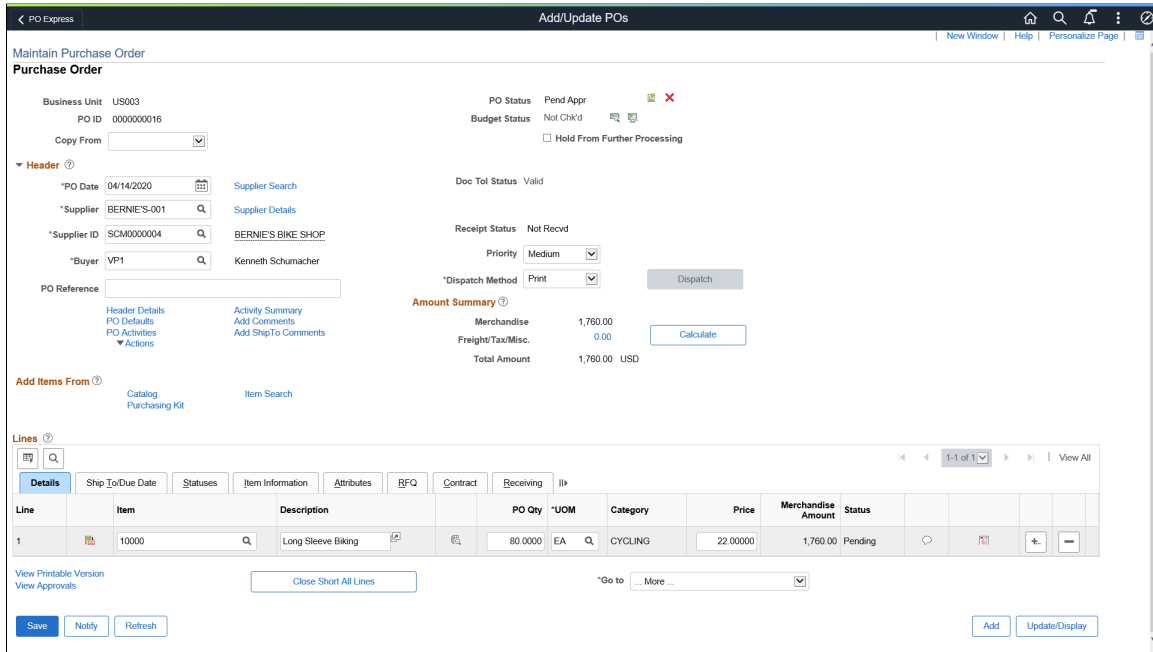 PO Express
Add/Update POs
New Window | Help | Personalize Page |
Maintain Purchase Order
Purchase Order
Business Unit US003
PO Status Pend Appr
PO ID 0000000016
Budget Status Not Chk'd
Copy From
Hold From Further Processing
Header
*PO Date 04/14/2020 Supplier Search
Doc Tol Status Valid
*Supplier BERNIE'S-001 Supplier Details
*Supplier ID SCM0000004 BERNIE'S BIKE SHOP
Receipt Status Not Recvd
*Buyer VP1 Kenneth Schumacher
Priority Medium
*Dispatch Method Print Dispatch
PO Reference
Header Details Activity Summary
PO Defaults Add Comments
PO Activities Add ShipTo Comments
Actions
Amount Summary
Merchandise 1,760.00
Freight/Tax/Misc. 0.00 Calculate
Total Amount 1,760.00 USD
Add Items From
Catalog Item Search
Purchasing Kit
Lines
1-1 of 1 | View All
Details Ship To/Due Date Statuses Item Information Attributes RFQ Contract Receiving
Line Item Description PO Qty *UOM Category Price Merchandise Amount Status
1 10000 Long Sleeve Biking 80.0000 EA CYCLING 22.00000 1,760.00 Pending
View Printable Version
View Approvals
Close Short All Lines
*Go to ... More ...
Save Notify Refresh Add Update/Display